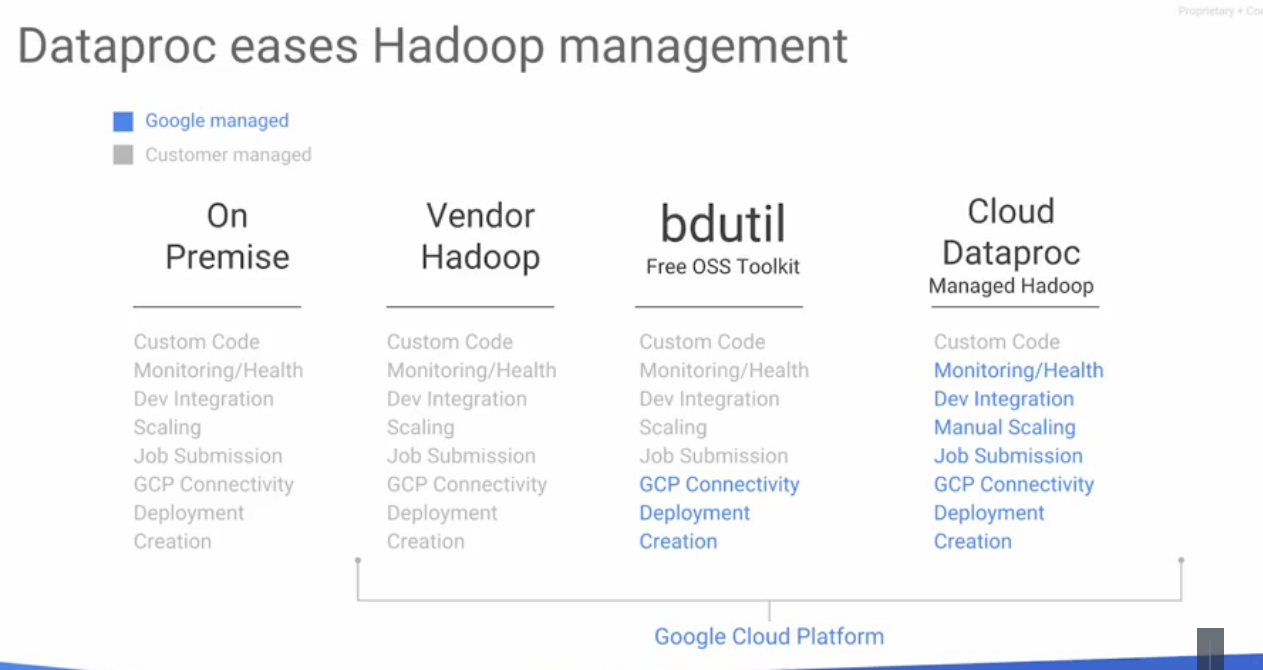 Proprietary + Co
Dataproc eases Hadoop management
Google managed
Customer managed
On
Premise
Custom Code
Monitoring/Health
Dev Integration
Scaling
Job Submission
GCP Connectivity
Deployment
Creation
Vendor
Hadoop
Custom Code
Monitoring/Health
Dev Integration
Scaling
Job Submission
GCP Connectivity
Deployment
Creation
bdutil
Free OSS Toolkit
Custom Code
Monitoring/Health
Dev Integration
Scaling
Job Submission
GCP Connectivity
Deployment
Creation
Cloud
Dataproc
Managed Hadoop
Custom Code
Monitoring/Health
Dev Integration
Manual Scaling
Job Submission
GCP Connectivity
Deployment
Creation
Google Cloud Platform